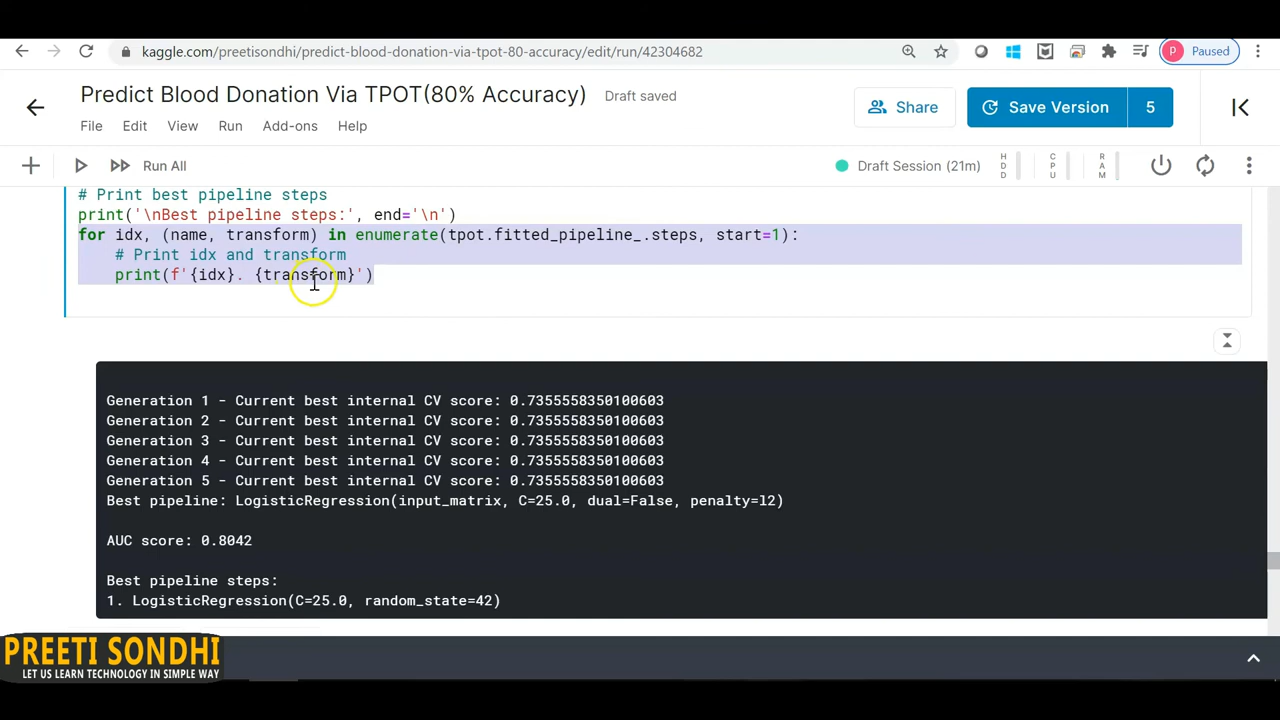 kaggle.com/preetisondhi/predict-blood-donation-via-tpot-80-accuracy/edit/run/42304682
P Paused
Predict Blood Donation Via TPOT(80% Accuracy) Draft saved
Share
Save Version 5
File Edit View Run Add-ons Help
Run All
Draft Session (21m)
HDD
CPU
RAM
# Print best pipeline steps
print('\nBest pipeline steps:', end='\n')
for idx, (name, transform) in enumerate(tpot.fitted_pipeline_.steps, start=1):
# Print idx and transform
print(f'{idx}. {transform}')
Generation 1 - Current best internal CV score: 0.7355558350100603
Generation 2 - Current best internal CV score: 0.7355558350100603
Generation 3 - Current best internal CV score: 0.7355558350100603
Generation 4 - Current best internal CV score: 0.7355558350100603
Generation 5 - Current best internal CV score: 0.7355558350100603
Best pipeline: LogisticRegression(input_matrix, C=25.0, dual=False, penalty=l2)
AUC score: 0.8042
Best pipeline steps:
1. LogisticRegression(C=25.0, random_state=42)
PREETI SONDHI
LET US LEARN TECHNOLOGY IN SIMPLE WAY